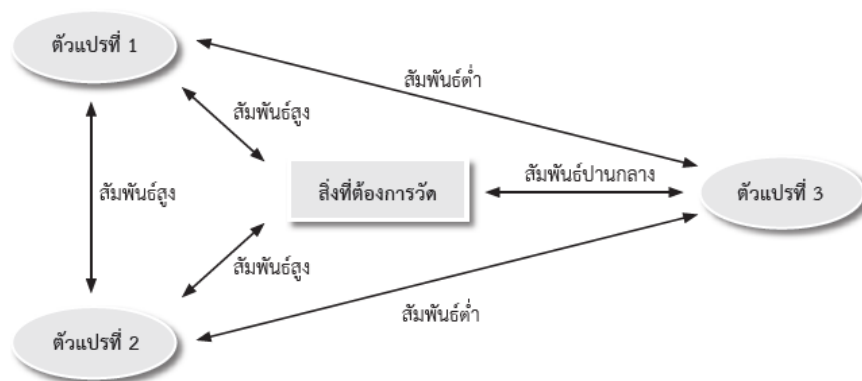 ตัวแปรที่ 1
สัมพันธ์ต่ำ
สัมพันธ์สูง
สัมพันธ์ปานกลาง
สัมพันธ์สูง
สิ่งที่ต้องการวัด
ตัวแปรที่ 3
สัมพันธ์สูง
สัมพันธ์ต่ำ
ตัวแปรที่ 2